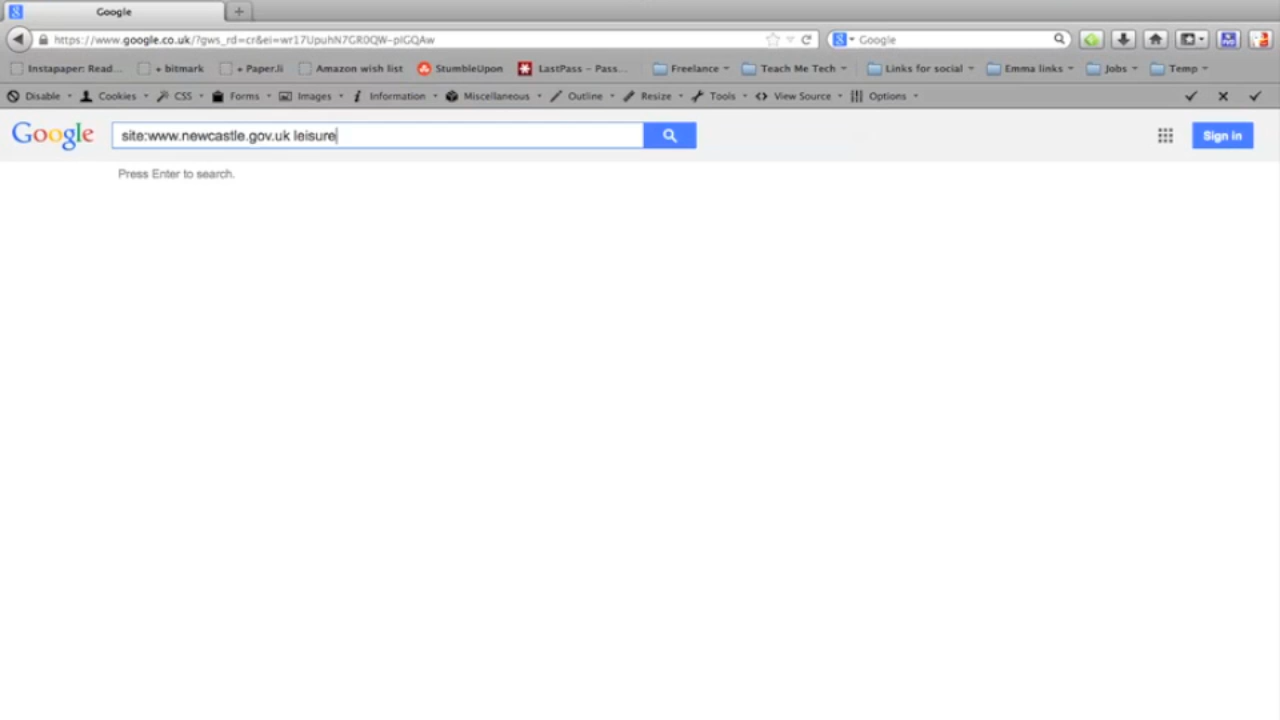 Google
https://www.google.co.uk/?gws_rd=cr&ei=wr17UpuhN7GR0QW-pIGQAw
Google
Instapaper: Read... + bitmark + Paper.li Amazon wish list StumbleUpon LastPass – Pass... Freelance Teach Me Tech Links for social Emma links Jobs Temp
Disable Cookies CSS Forms Images Information Miscellaneous Outline Resize Tools View Source Options
Google site:www.newcastle.gov.uk leisure Sign in
Press Enter to search.